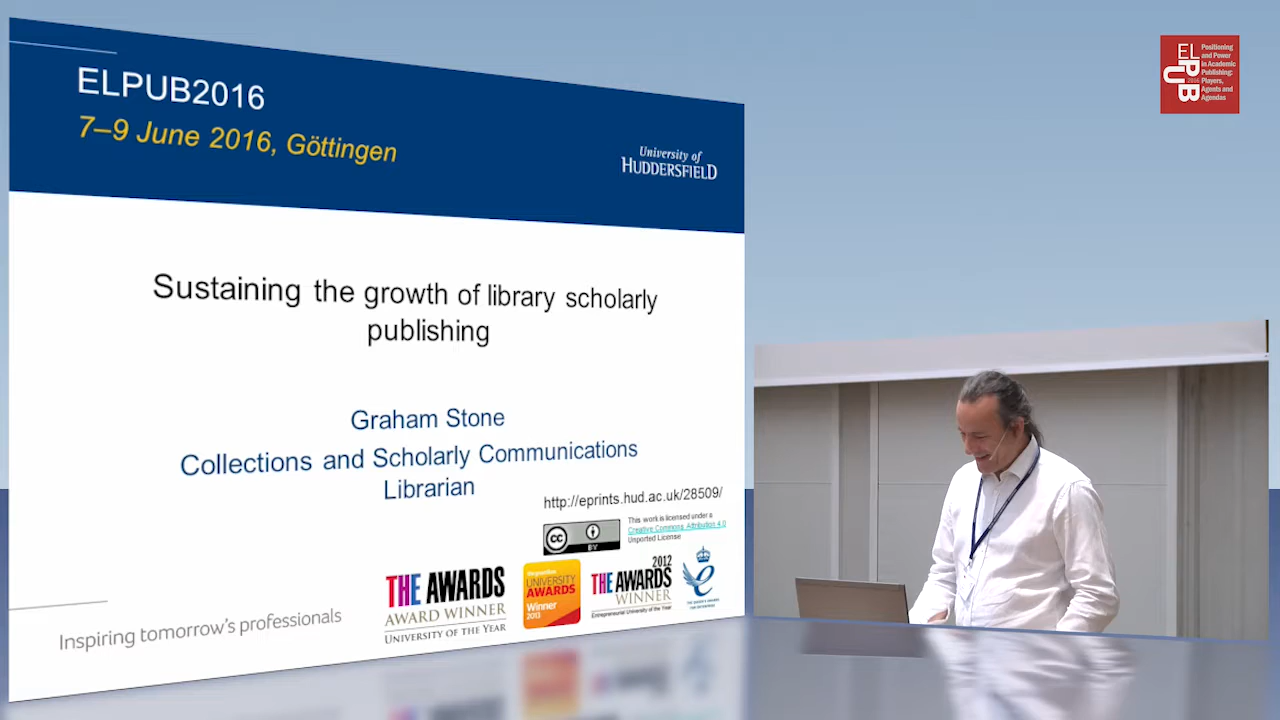 ELPUB2016
7–9 June 2016, Göttingen
University of
HUDDERSFIELD
Sustaining the growth of library scholarly
publishing
Graham Stone
Collections and Scholarly Communications
Librarian
http://eprints.hud.ac.uk/28509/
This work is licensed under a
Creative Commons Attribution 4.0
Unported License
CC
BY
THE AWARDS
AWARD WINNER
UNIVERSITY OF THE YEAR
UNIVERSITY
AWARDS
Winner
2013
2012
THE AWARDS
WINNER
Entrepreneurial University of the Year
Inspiring tomorrow's professionals
EL
PUB
2016
Positioning
and Power
in Academic
Publishing:
Players,
Agents and
Agendas